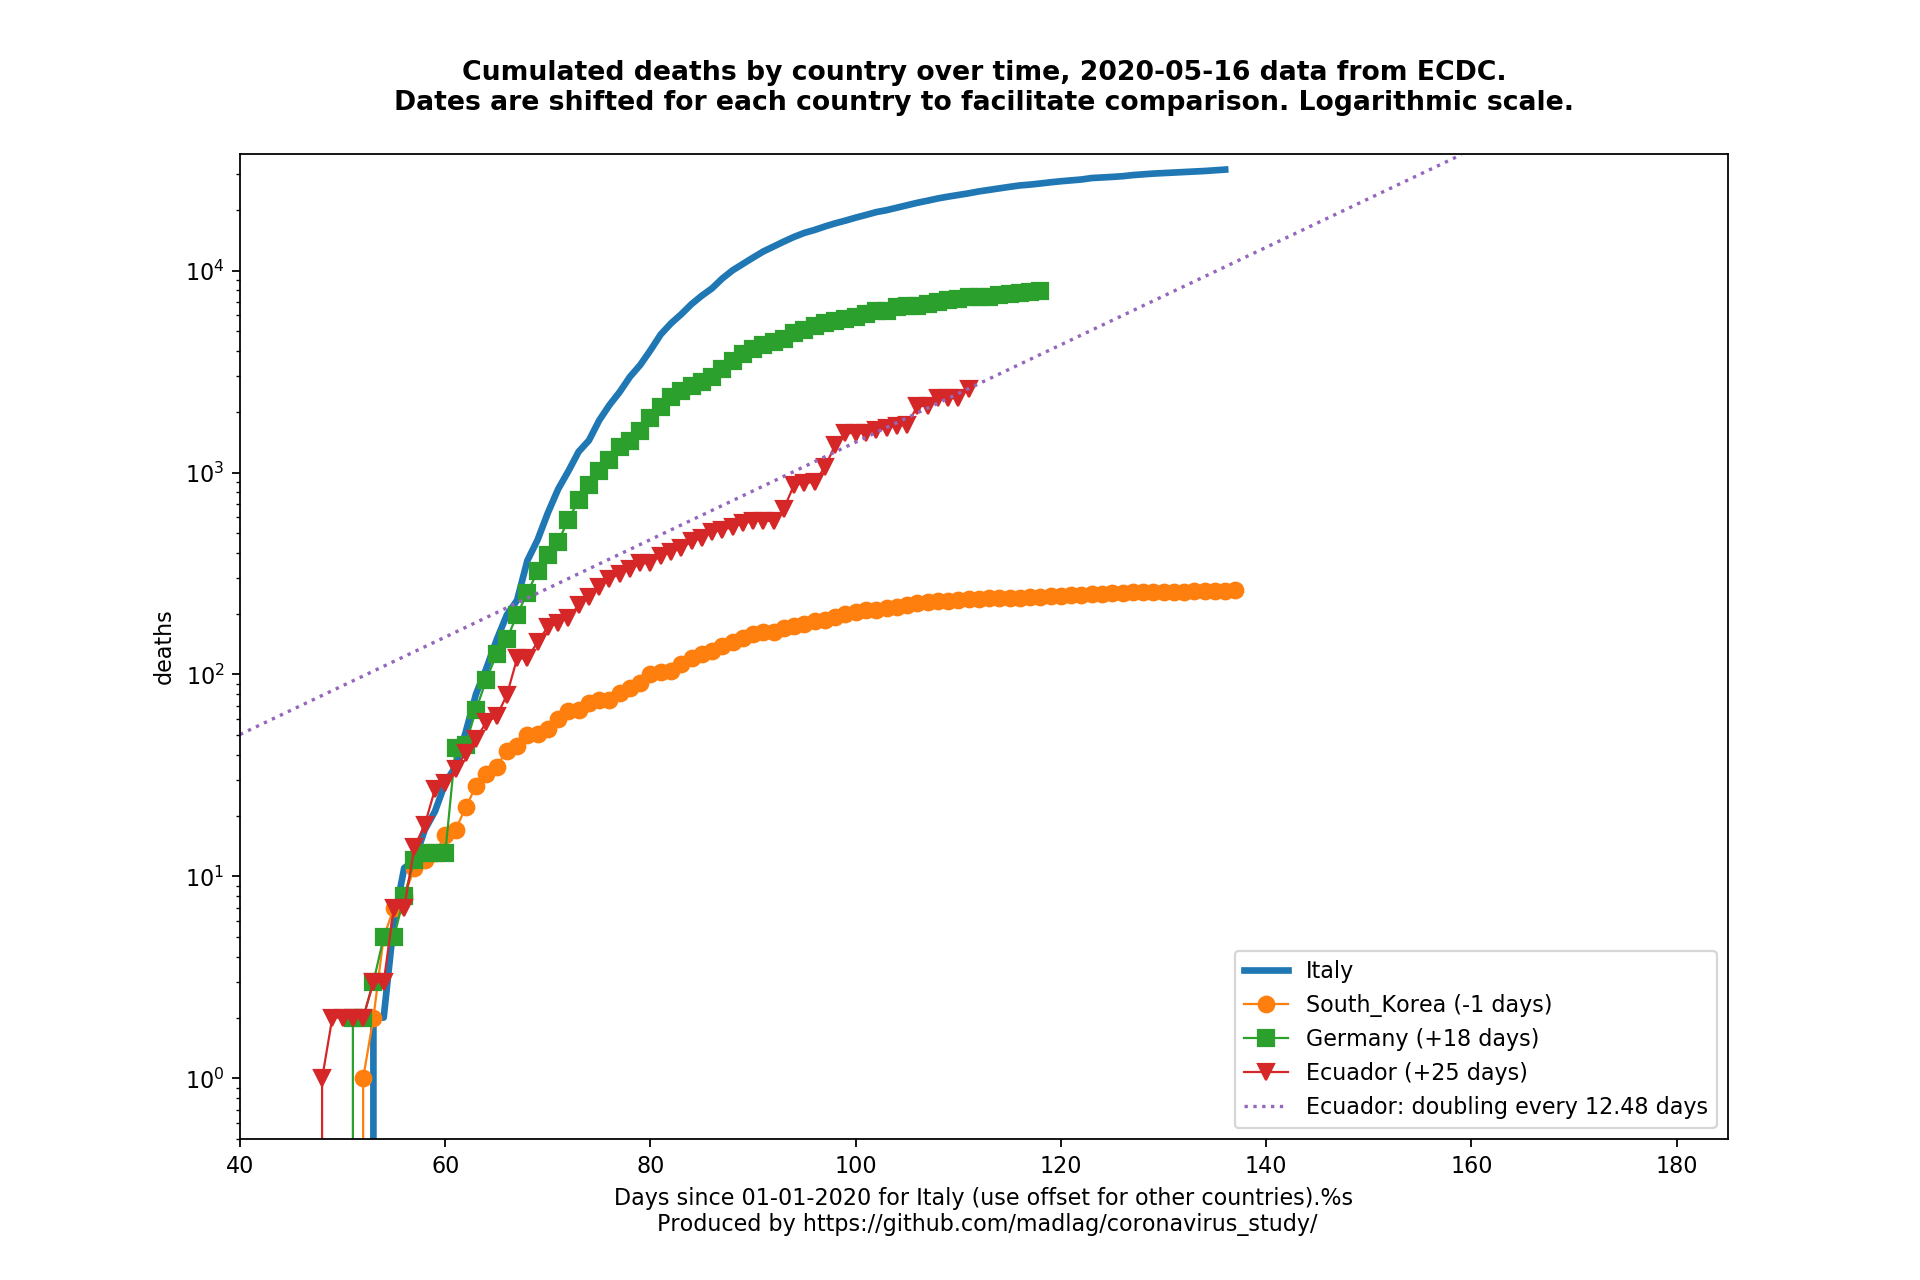 Cumulated deaths by country over time, 2020-05-16 data from ECDC.
Dates are shifted for each country to facilitate comparison. Logarithmic scale.
10^4
10^3
10^2
10^1
10^0
deaths
40 60 80 100 120 140 160 180
Italy
South_Korea (-1 days)
Germany (+18 days)
Ecuador (+25 days)
Ecuador: doubling every 12.48 days
Days since 01-01-2020 for Italy (use offset for other countries).%s
Produced by https://github.com/madlag/coronavirus_study/